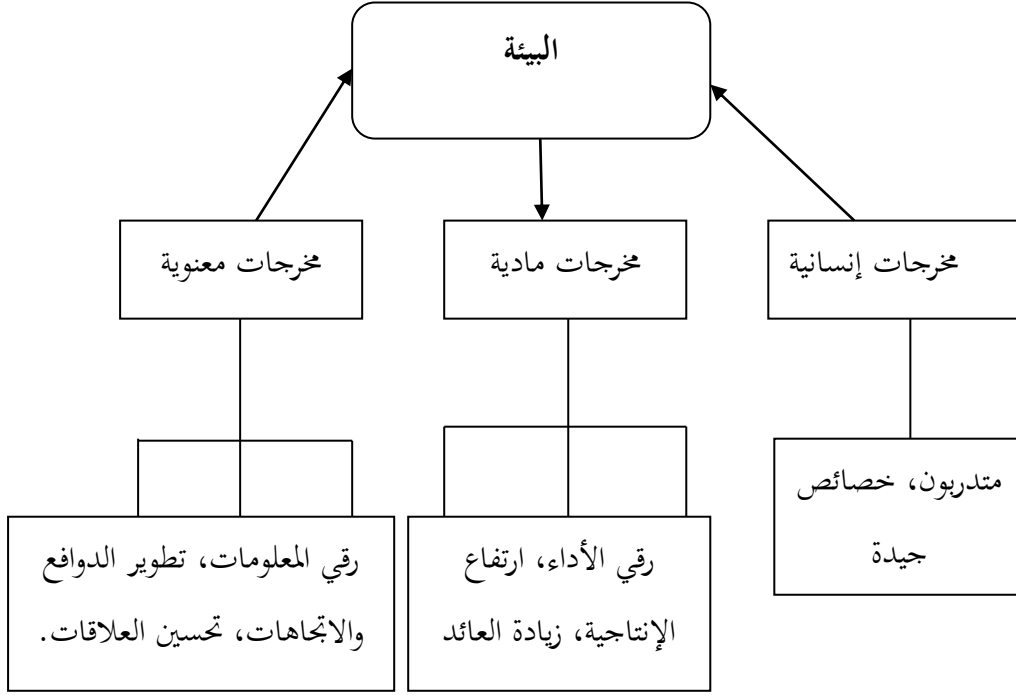 البيئة
مخرجات إنسانية
مخرجات مادية
مخرجات معنوية
متدربون، خصائص
جيدة
رقي الأداء، ارتفاع
الإنتاجية، زيادة العائد
رقي المعلومات، تطوير الدوافع
والاتجاهات، تحسين العلاقات.